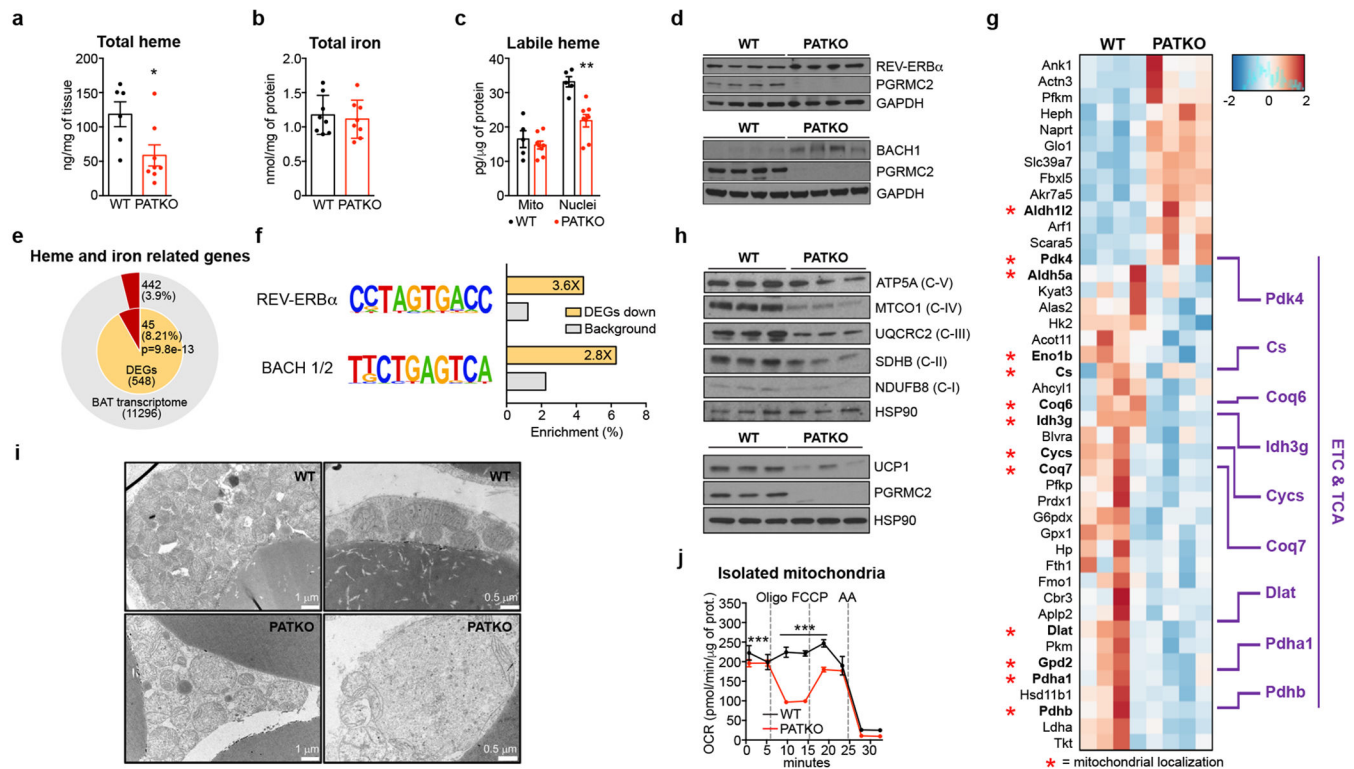 a
Total heme
ng/mg of tissue
200
150
100
50
0
*
WT PATKO
b
Total iron
nmol/mg of protein
2.0
1.5
1.0
0.5
0.0
WT PATKO
c
Labile heme
pg/µg of protein
40
30
20
10
0
**
Mito Nuclei
WT PATKO
d
WT PATKO
REV-ERBα
PGRMC2
GAPDH
BACH1
PGRMC2
GAPDH
e
Heme and iron related genes
442
(3.9%)
45
(8.21%)
p=9.8e-13
DEGs
(548)
BAT transcriptome
(11296)
f
REV-ERBα
CCTAGTGACC
3.6X
DEGs down
Background
BACH 1/2
TTCTGAGTCA
2.8X
0 2 4 6 8
Enrichment (%)
g
WT PATKO
-2 0 2
Ank1
Actn3
Pfkm
Heph
Naprt
Glo1
Slc39a7
Fbxl5
Akr7a5
* Aldh1l2
Arf1
Scara5
* Pdk4
* Aldh5a
Kyat3
Alas2
Hk2
Acot11
* Eno1b
* Cs
Ahcyl1
* Coq6
* Idh3g
Blvra
* Cycs
* Coq7
Pfkp
Prdx1
G6pdx
Gpx1
Hp
Fth1
Fmo1
Cbr3
Aplp2
* Dlat
Pkm
* Gpd2
* Pdha1
Hsd11b1
* Pdhb
Ldha
Tkt
Pdk4
Cs
Coq6
Idh3g
Cycs
Coq7
Dlat
Pdha1
Pdhb
ETC & TCA
* = mitochondrial localization
h
WT PATKO
ATP5A (C-V)
MTCO1 (C-IV)
UQCRC2 (C-III)
SDHB (C-II)
NDUFB8 (C-I)
HSP90
WT PATKO
UCP1
PGRMC2
HSP90
i
WT
1 µm
WT
0.5 µm
PATKO
1 µm
PATKO
0.5 µm
j
Isolated mitochondria
Oligo FCCP AA
OCR (pmol/min/µg of prot.)
350
300
250
200
150
100
50
0
*** ***
WT
PATKO
0 5 10 15 20 25 30
minutes